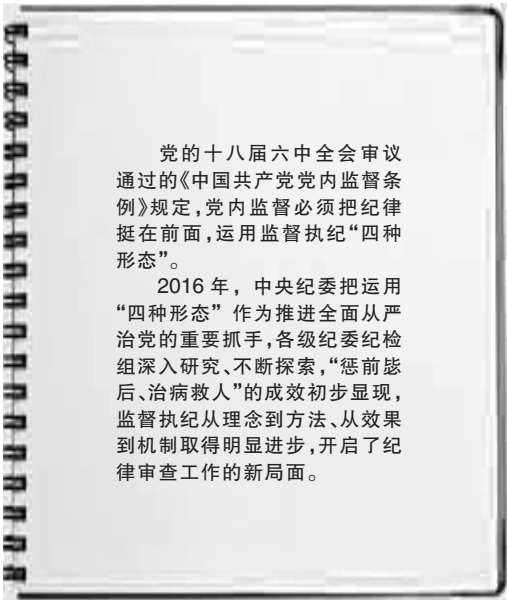 党的十八届六中全会审议
通过的《中国共产党党内监督条
例》规定,党内监督必须把纪律
挺在前面,运用监督执纪“四种
形态”。
2016 年，中央纪委把运用
“四种形态”作为推进全面从严
治党的重要抓手,各级纪委纪检
组深入研究、不断探索,“惩前毖
后、治病救人”的成效初步显现,
监督执纪从理念到方法、从效果
到机制取得明显进步,开启了纪
律审查工作的新局面。